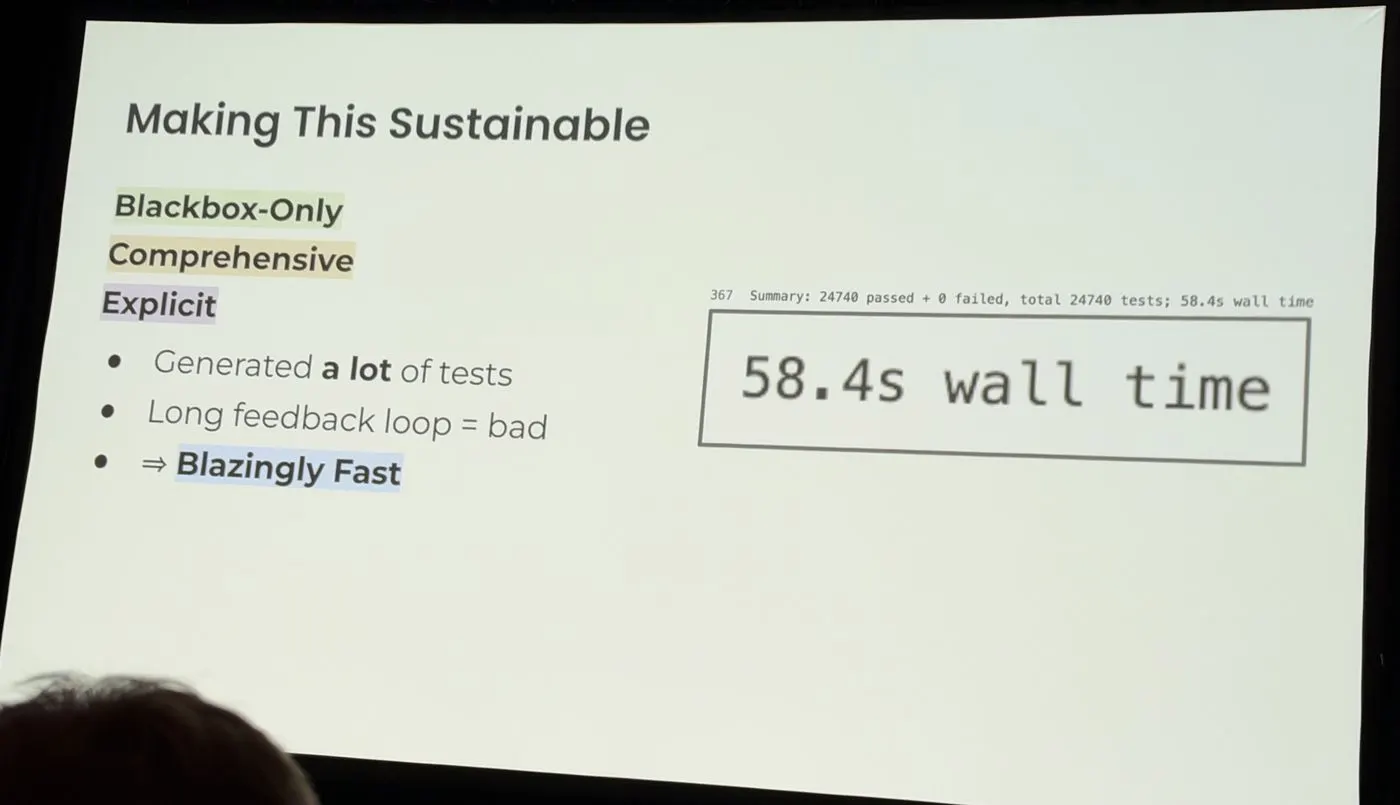 Making This Sustainable
Blackbox-Only
Comprehensive
Explicit
● Generated a lot of tests
● Long feedback loop = bad
● ⇒ Blazingly Fast
367 Summary: 24740 passed + 0 failed, total 24740 tests; 58.4s wall time
58.4s wall time